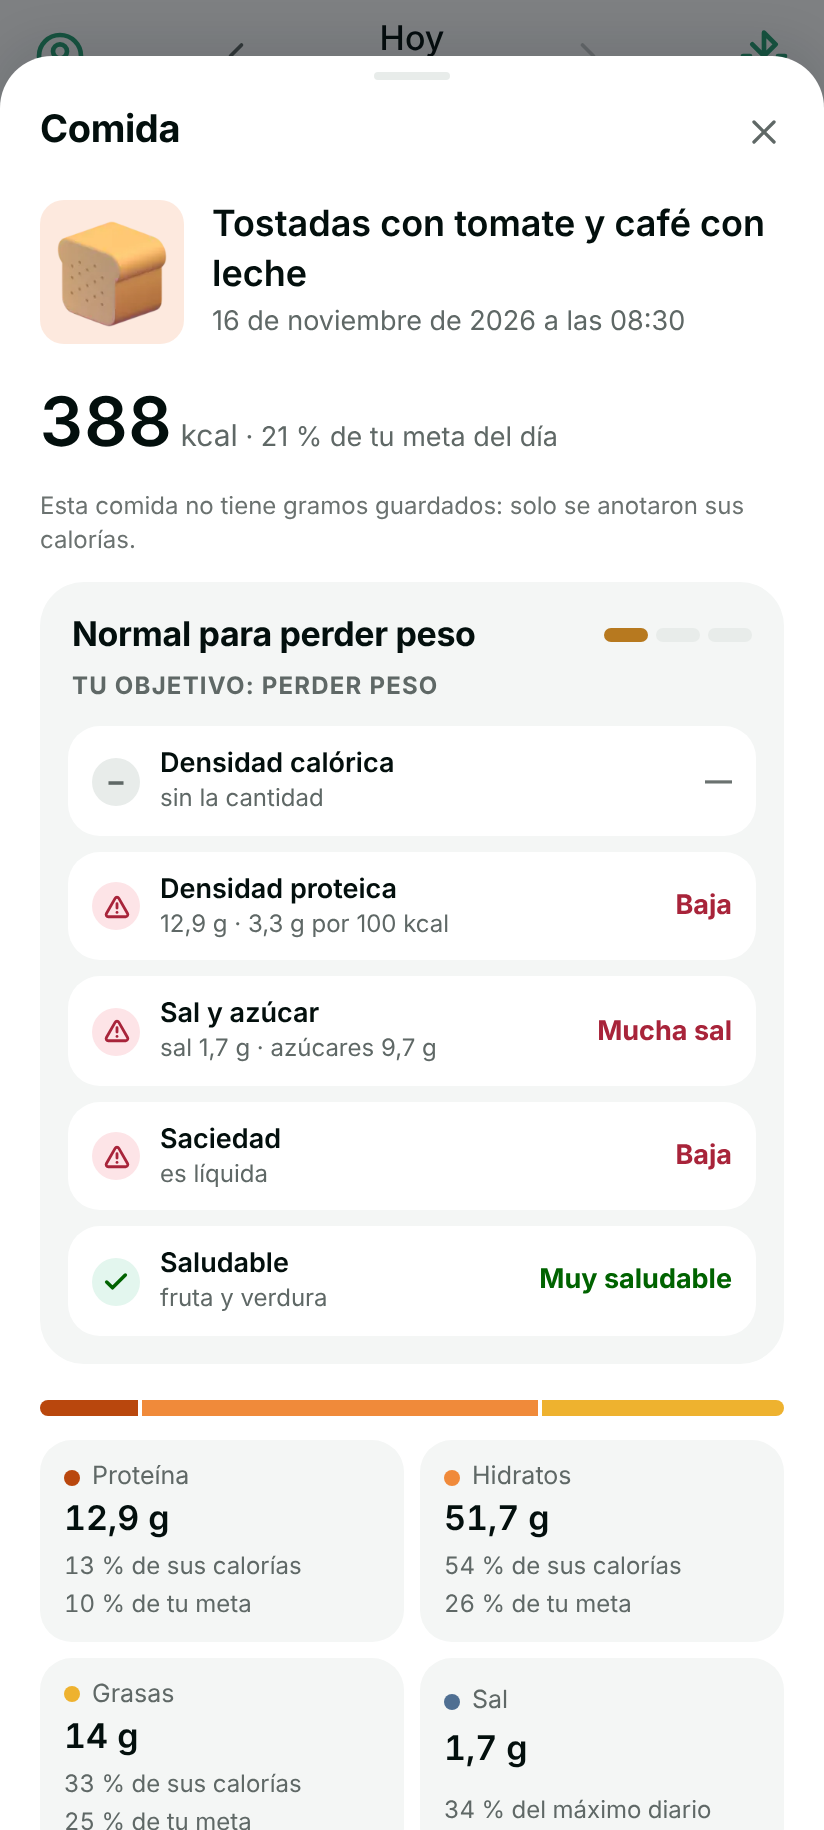 Hoy
Comida
Tostadas con tomate y café con
leche
16 de noviembre de 2026 a las 08:30
388 kcal · 21 % de tu meta del día
Esta comida no tiene gramos guardados: solo se anotaron sus
calorías.
Normal para perder peso
TU OBJETIVO: PERDER PESO
Densidad calórica
sin la cantidad
—
Densidad proteica
12,9 g · 3,3 g por 100 kcal
Baja
Sal y azúcar
sal 1,7 g · azúcares 9,7 g
Mucha sal
Saciedad
es líquida
Baja
Saludable
fruta y verdura
Muy saludable
Proteína
12,9 g
13 % de sus calorías
10 % de tu meta
Hidratos
51,7 g
54 % de sus calorías
26 % de tu meta
Grasas
14 g
33 % de sus calorías
25 % de tu meta
Sal
1,7 g
34 % del máximo diario